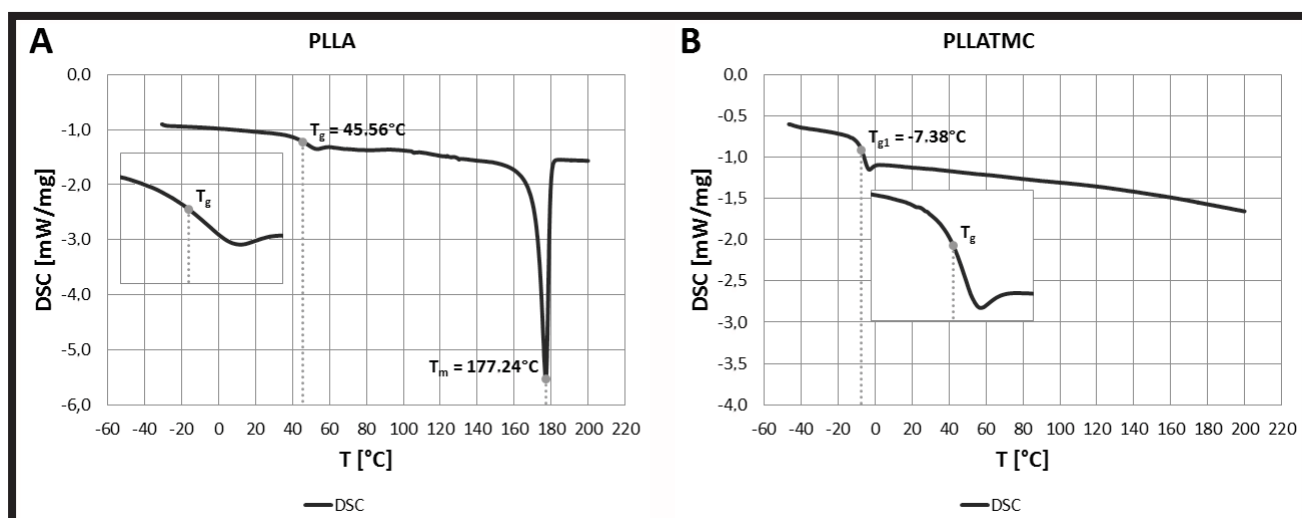 A
PLLA
0,0
-1,0
-2,0
-3,0
-4,0
-5,0
-6,0
DSC [mW/mg]
Tg = 45.56°C
Tg
Tm = 177.24°C
-60 -40 -20 0 20 40 60 80 100 120 140 160 180 200 220
T [°C]
DSC
B
PLLATMC
0,0
-0,5
-1,0
-1,5
-2,0
-2,5
-3,0
-3,5
-4,0
DSC [mW/mg]
Tg1 = -7.38°C
Tg
-60 -40 -20 0 20 40 60 80 100 120 140 160 180 200 220
T [°C]
DSC